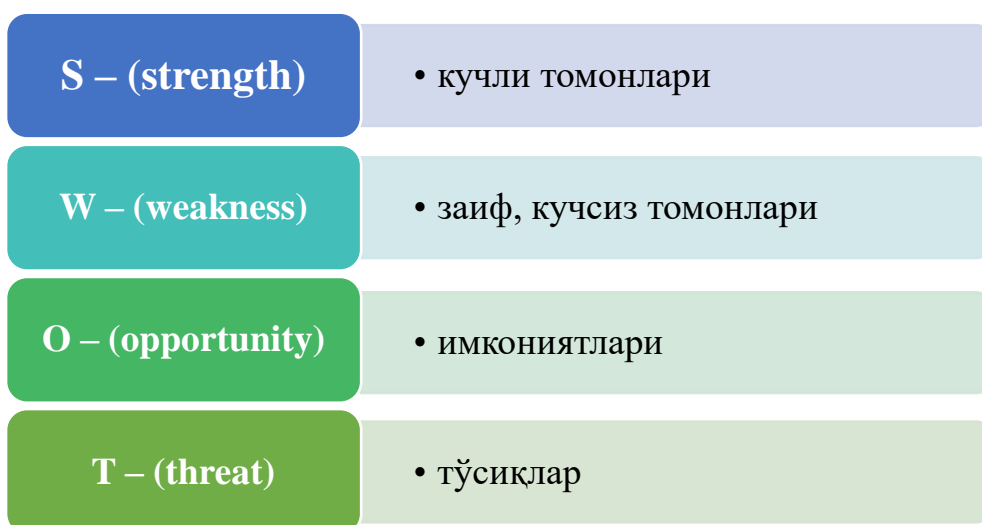 S – (strength)
• кучли томонлари
W – (weakness)
• заиф, кучсиз томонлари
O – (opportunity)
• имкониятлари
T – (threat)
• тўсиқлар